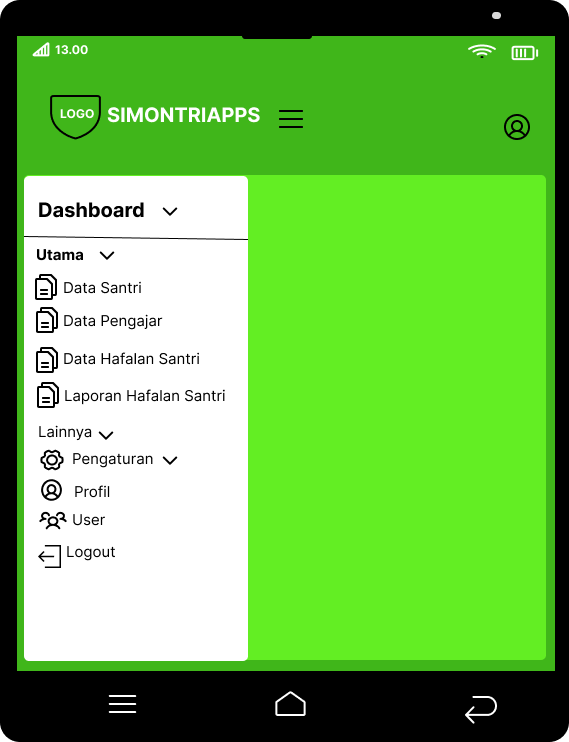 13.00
LOGO SIMONTRIAPPS
Dashboard
Utama
Data Santri
Data Pengajar
Data Hafalan Santri
Laporan Hafalan Santri
Lainnya
Pengaturan
Profil
User
Logout